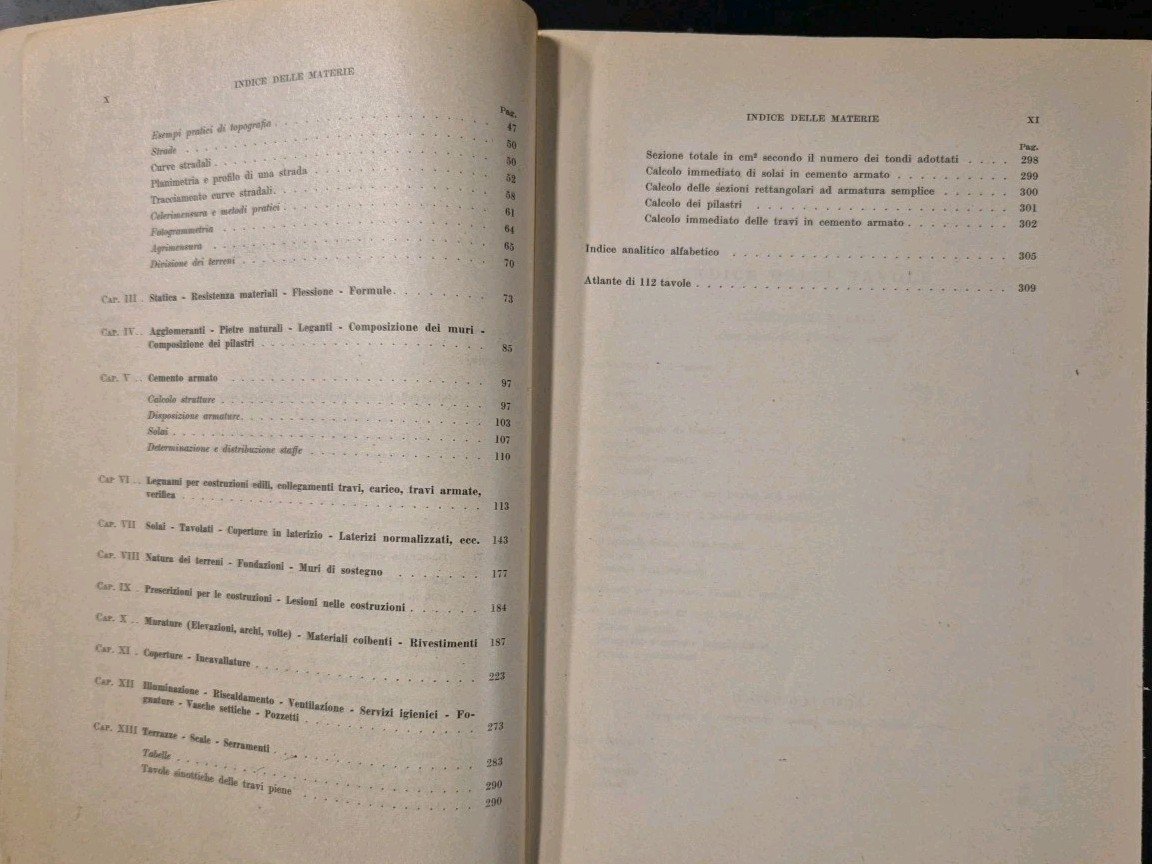 X
INDICE DELLE MATERIE
Pag.
Esempi pratici di topografia . . . 47
Strade . . . 50
Curve stradali . . . 50
Planimetria e profilo di una strada . . . 52
Tracciamento curve stradali. . . . 58
Celerimensura e metodi pratici . . . 61
Fotogrammetria . . . 64
Agrimensura . . . 65
Divisione dei terreni . . . 70
CAP. III . Statica - Resistenza materiali - Flessione - Formule. . . . 73
CAP. IV. . Agglomeranti - Pietre naturali - Leganti - Composizione dei muri -
Composizione dei pilastri . . . 85
CAP. V . . Cemento armato . . . 97
Calcolo strutture . . . 97
Disposizione armature. . . . 103
Solai . . . 107
Determinazione e distribuzione staffe . . . 110
CAP VI . . Legnami per costruzioni edili, collegamenti travi, carico, travi armate,
verifica . . . 113
CAP. VII Solai - Tavolati - Coperture in laterizio - Laterizi normalizzati, ecc. 143
CAP. VIII Natura dei terreni - Fondazioni - Muri di sostegno . . . 177
CAP. IX . Prescrizioni per le costruzioni - Lesioni nelle costruzioni . . . 184
CAP. X . . Murature (Elevazioni, archi, volte) - Materiali coibenti - Rivestimenti 187
CAP. XI . Coperture - Incavallature . . . 223
CAP. XII Illuminazione - Riscaldamento - Ventilazione - Servizi igienici - Fo-
gnature - Vasche settiche - Pozzetti . . . 273
CAP. XIII Terrazze - Scale - Serramenti . . . 283
Tabelle . . . 290
Tavole sinottiche delle travi piene . . . 290
INDICE DELLE MATERIE
XI
Pag.
Sezione totale in cm² secondo il numero dei tondi adottati . . . . 298
Calcolo immediato di solai in cemento armato . . . 299
Calcolo delle sezioni rettangolari ad armatura semplice . . . 300
Calcolo dei pilastri . . . 301
Calcolo immediato delle travi in cemento armato . . . 302
Indice analitico alfabetico . . . 305
Atlante di 112 tavole . . . 309